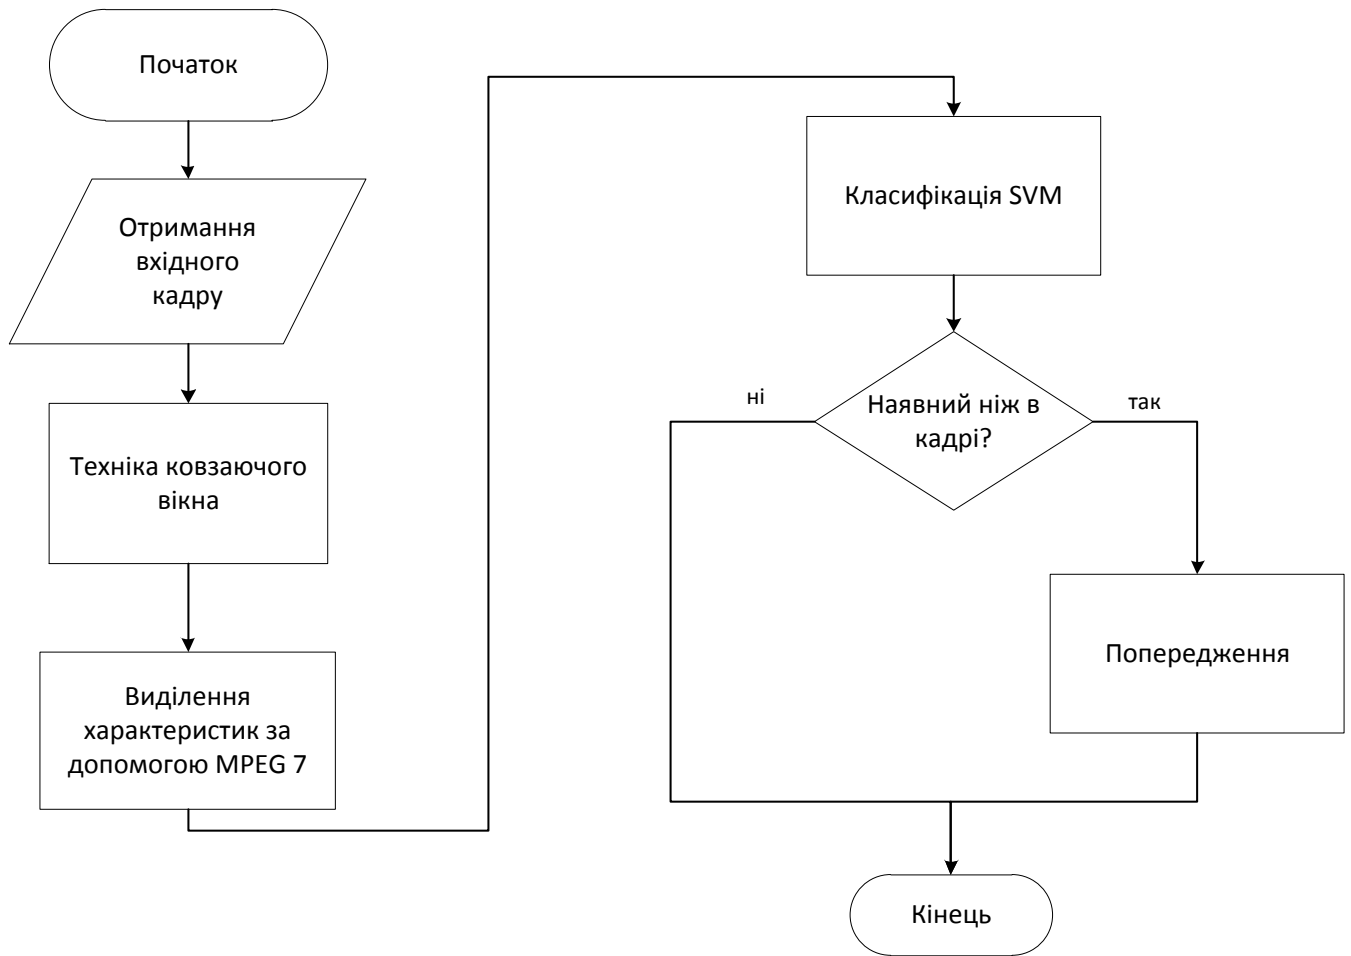 Початок
Отримання
вхідного
кадру
Техніка ковзаючого
вікна
Виділення
характеристик за
допомогою MPEG 7
Класифікація SVM
Наявний ніж в
кадрі?
ні
так
Попередження
Кінець